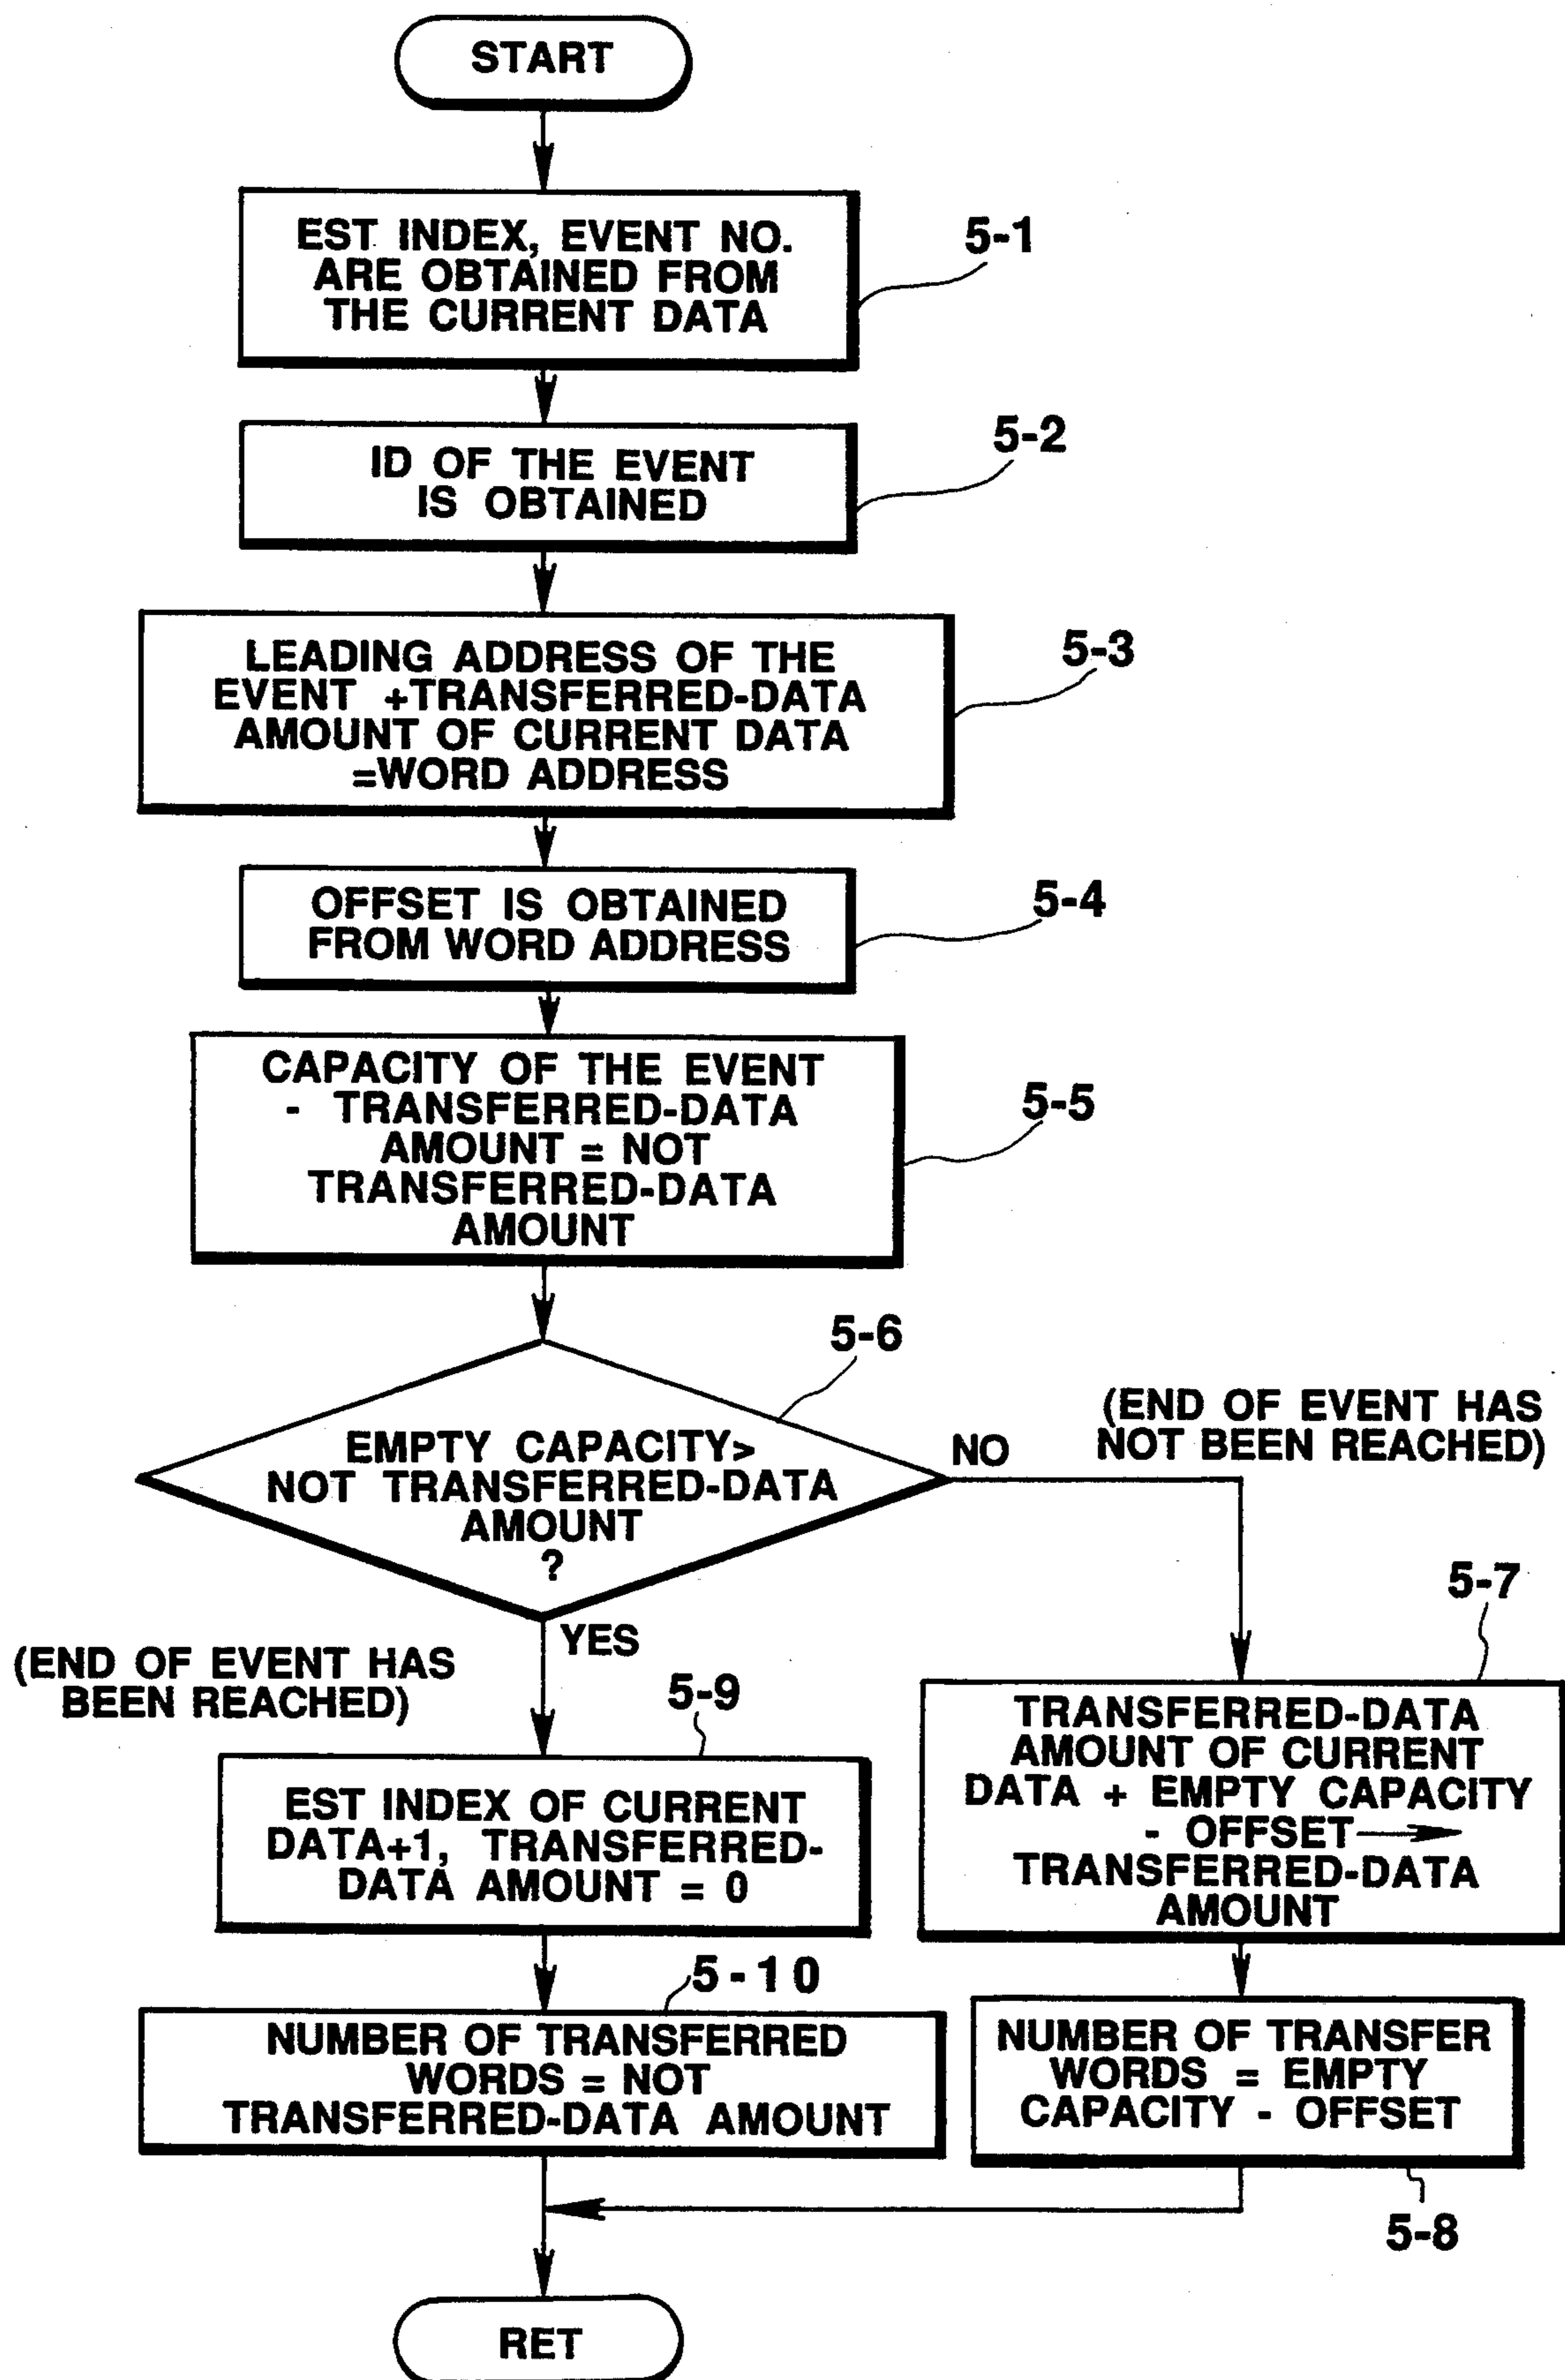 START
EST INDEX, EVENT NO.
ARE OBTAINED FROM
THE CURRENT DATA
5-1
ID OF THE EVENT
IS OBTAINED
5-2
LEADING ADDRESS OF THE
EVENT +TRANSFERRED-DATA
AMOUNT OF CURRENT DATA
=WORD ADDRESS
5-3
OFFSET IS OBTAINED
FROM WORD ADDRESS
5-4
CAPACITY OF THE EVENT
- TRANSFERRED-DATA
AMOUNT = NOT
TRANSFERRED-DATA
AMOUNT
5-5
5-6
EMPTY CAPACITY>
NOT TRANSFERRED-DATA
AMOUNT
?
NO
(END OF EVENT HAS
NOT BEEN REACHED)
YES
(END OF EVENT HAS
BEEN REACHED)
5-9
EST INDEX OF CURRENT
DATA+1, TRANSFERRED-
DATA AMOUNT = 0
5-10
NUMBER OF TRANSFERRED
WORDS = NOT
TRANSFERRED-DATA AMOUNT
5-7
TRANSFERRED-DATA
AMOUNT OF CURRENT
DATA + EMPTY CAPACITY
- OFFSET→
TRANSFERRED-DATA
AMOUNT
NUMBER OF TRANSFER
WORDS = EMPTY
CAPACITY - OFFSET
5-8
RET